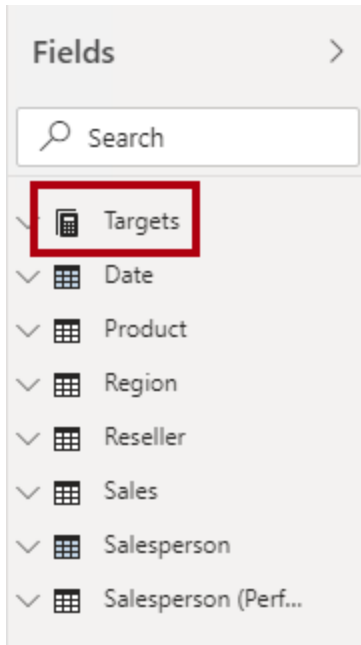 Fields
Search
Targets
Date
Product
Region
Reseller
Sales
Salesperson
Salesperson (Perf...